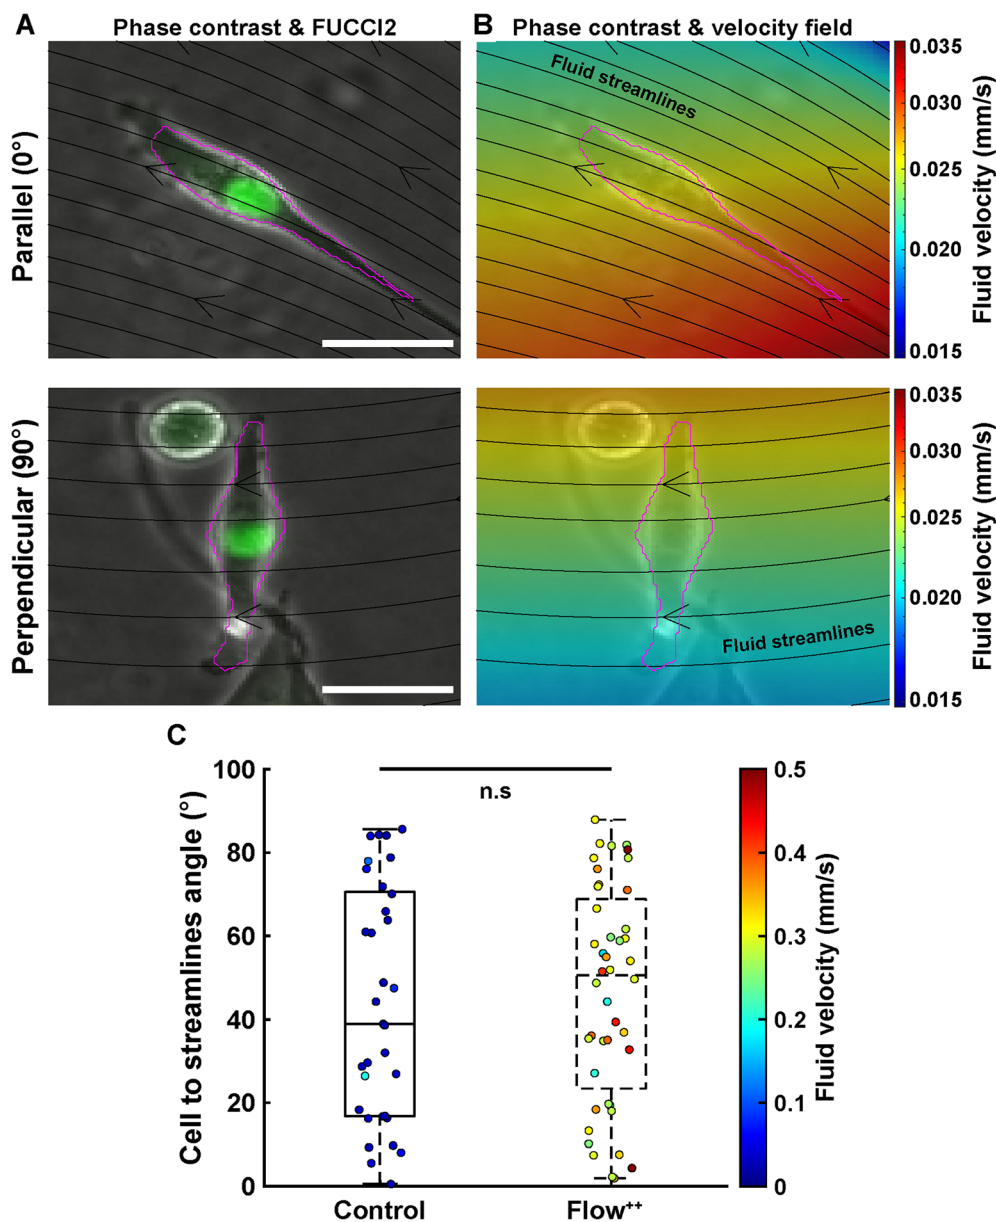 A Phase contrast & FUCCI2
B Phase contrast & velocity field
Parallel (0°)
Fluid streamlines
0.035
0.030
0.025
0.020
0.015
Fluid velocity (mm/s)
Perpendicular (90°)
Fluid streamlines
0.035
0.030
0.025
0.020
0.015
Fluid velocity (mm/s)
C
Cell to streamlines angle (°)
100
80
60
40
20
0
n.s
Control
Flow⁺⁺
0.5
0.4
0.3
0.2
0.1
0
Fluid velocity (mm/s)